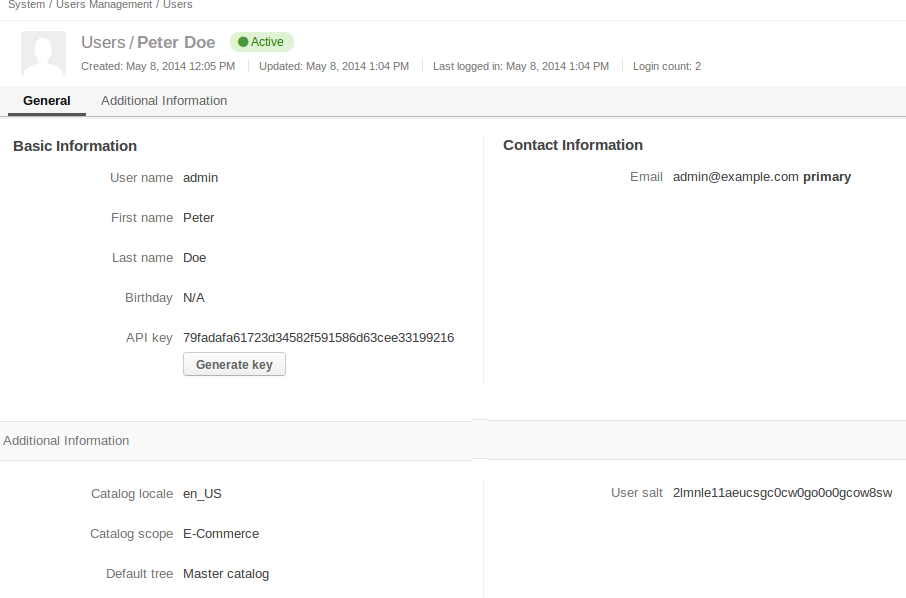 System / Users Management / Users
Users / Peter Doe Active
Created: May 8, 2014 12:05 PM Updated: May 8, 2014 1:04 PM Last logged in: May 8, 2014 1:04 PM Login count: 2
General Additional Information
Basic Information
User name admin
First name Peter
Last name Doe
Birthday N/A
API key 79fadafa61723d34582f591586d63cee33199216
Generate key
Contact Information
Email admin@example.com primary
Additional Information
Catalog locale en_US
Catalog scope E-Commerce
Default tree Master catalog
User salt 2lmnle11aeucsgc0cw0go0o0gcow8sw